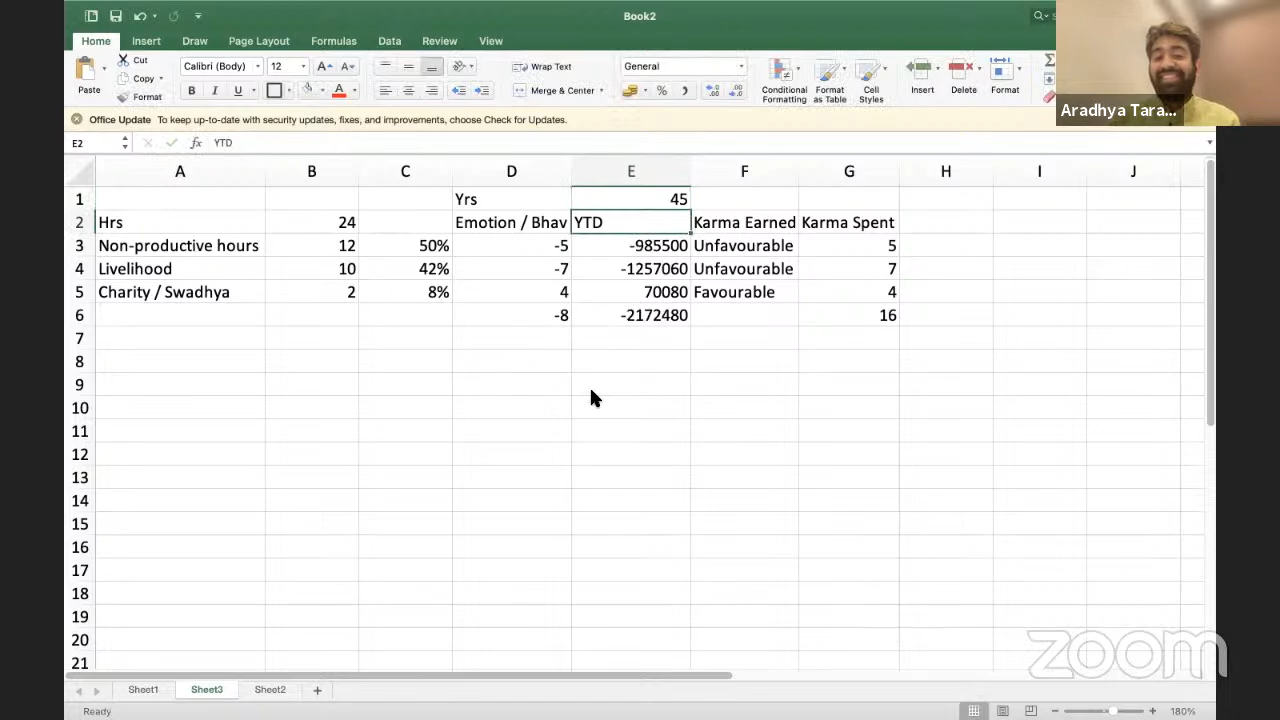 Book2
Home Insert Draw Page Layout Formulas Data Review View
Paste Cut Copy Format
Calibri (Body) 12
B I U A
Wrap Text
Merge & Center
General
Conditional Formatting
Format as Table
Cell Styles
Insert Delete Format
Aradhya Tara...
Office Update To keep up-to-date with security updates, fixes, and improvements, choose Check for Updates.
E2 fx YTD
A B C D E F G H I J
1 Yrs 45
2 Hrs 24 Emotion / Bhav YTD Karma Earned Karma Spent
3 Non-productive hours 12 50% -5 -985500 Unfavourable 5
4 Livelihood 10 42% -7 -1257060 Unfavourable 7
5 Charity / Swadhya 2 8% 4 70080 Favourable 4
6 -8 -2172480 16
7
8
9
10
11
12
13
14
15
16
17
18
19
20
21
zoom
Sheet1 Sheet3 Sheet2 +
Ready 180%